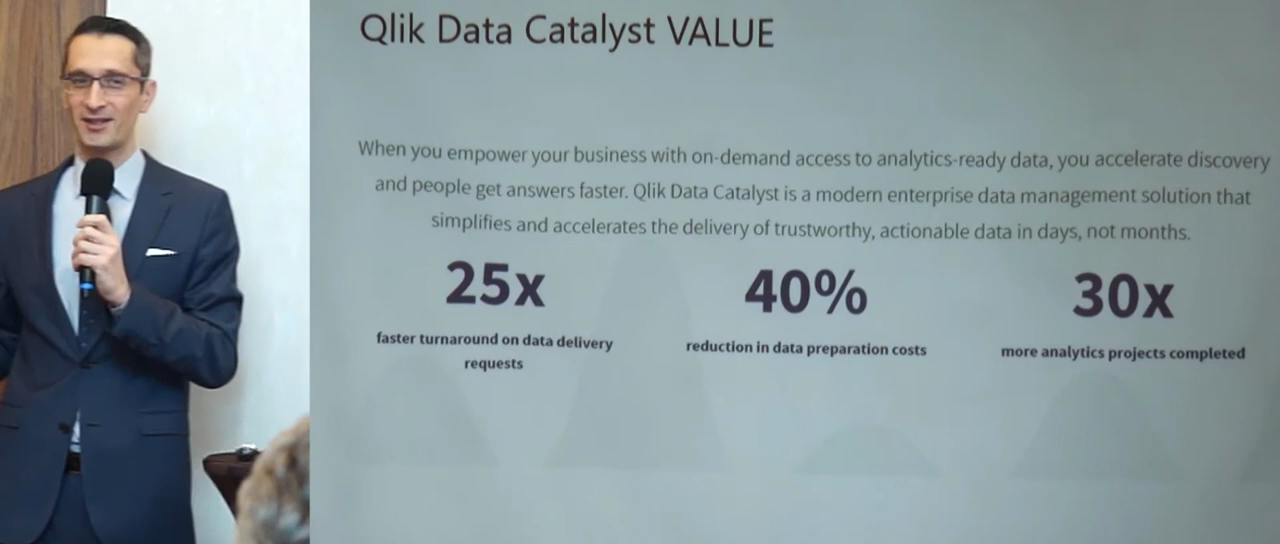 Qlik Data Catalyst VALUE
When you empower your business with on-demand access to analytics-ready data, you accelerate discovery
and people get answers faster. Qlik Data Catalyst is a modern enterprise data management solution that
simplifies and accelerates the delivery of trustworthy, actionable data in days, not months.
25x
faster turnaround on data delivery
requests
40%
reduction in data preparation costs
30x
more analytics projects completed